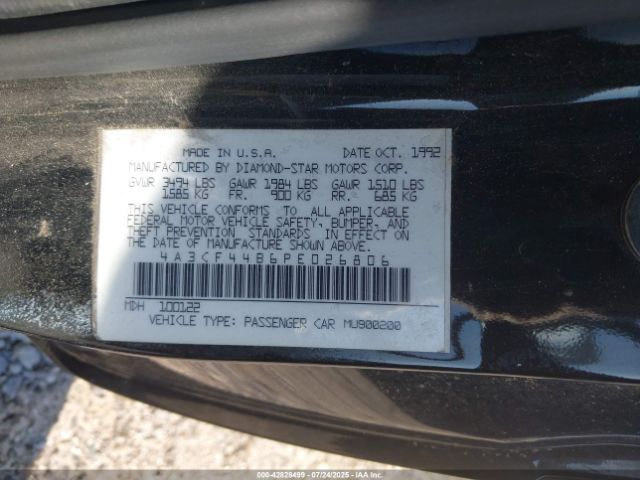 MADE IN U.S.A. DATE OCT. 1992
MANUFACTURED BY DIAMOND-STAR MOTORS CORP.
GVWR 3494 LBS GAWR 1984 LBS GAWR 1510 LBS
1585 KG FR. 900 KG RR. 685 KG
THIS VEHICLE CONFORMS TO ALL APPLICABLE
FEDERAL MOTOR VEHICLE SAFETY, BUMPER, AND
THEFT PREVENTION STANDARDS IN EFFECT ON
THE DATE OF MANUFACTURE SHOWN ABOVE.
4A3CF44B6PE026806
MDH 100122
VEHICLE TYPE: PASSENGER CAR MU900200
000-42828499 - 07/24/2025 - IAAI.COM